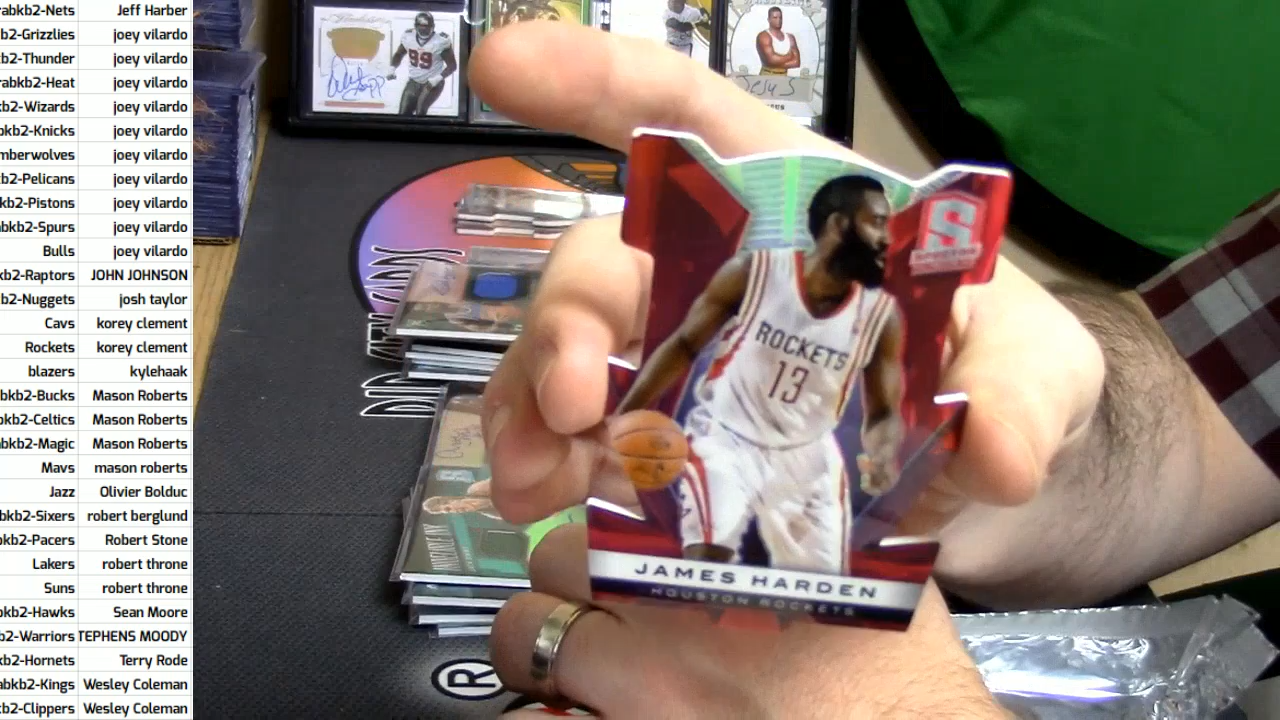 rabkb2-Nets Jeff Harber
b2-Grizzlies joey vilardo
kb2-Thunder joey vilardo
rabkb2-Heat joey vilardo
kb2-Wizards joey vilardo
bkb2-Knicks joey vilardo
mberwolves joey vilardo
b2-Pelicans joey vilardo
kb2-Pistons joey vilardo
abkb2-Spurs joey vilardo
Bulls joey vilardo
kb2-Raptors JOHN JOHNSON
b2-Nuggets josh taylor
Cavs korey clement
Rockets korey clement
blazers kylehaak
abkb2-Bucks Mason Roberts
bkb2-Celtics Mason Roberts
abkb2-Magic Mason Roberts
Mavs mason roberts
Jazz Olivier Bolduc
bkb2-Sixers robert berglund
bkb2-Pacers Robert Stone
Lakers robert throne
Suns robert throne
bkb2-Hawks Sean Moore
b2-Warriors TEPHENS MOODY
kb2-Hornets Terry Rode
abkb2-Kings Wesley Coleman
kb2-Clippers Wesley Coleman
99
S
SPECTRA
ROCKETS
13
JAMES HARDEN
HOUSTON ROCKETS
R